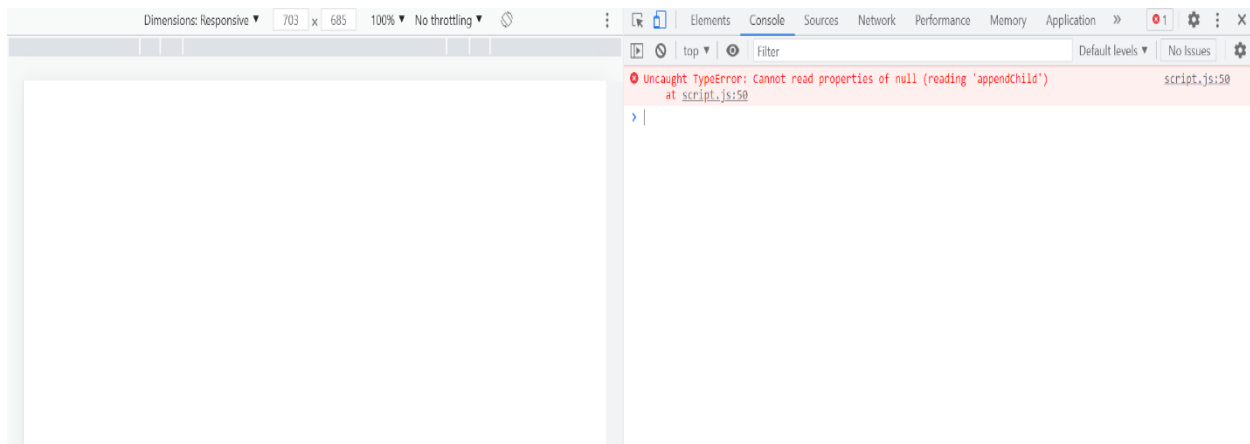 Dimensions: Responsive ▼ 703 x 685 100% ▼ No throttling ▼
Elements Console Sources Network Performance Memory Application » 1
top ▼ Filter Default levels ▼ No Issues
Uncaught TypeError: Cannot read properties of null (reading 'appendChild') script.js:50
at script.js:50